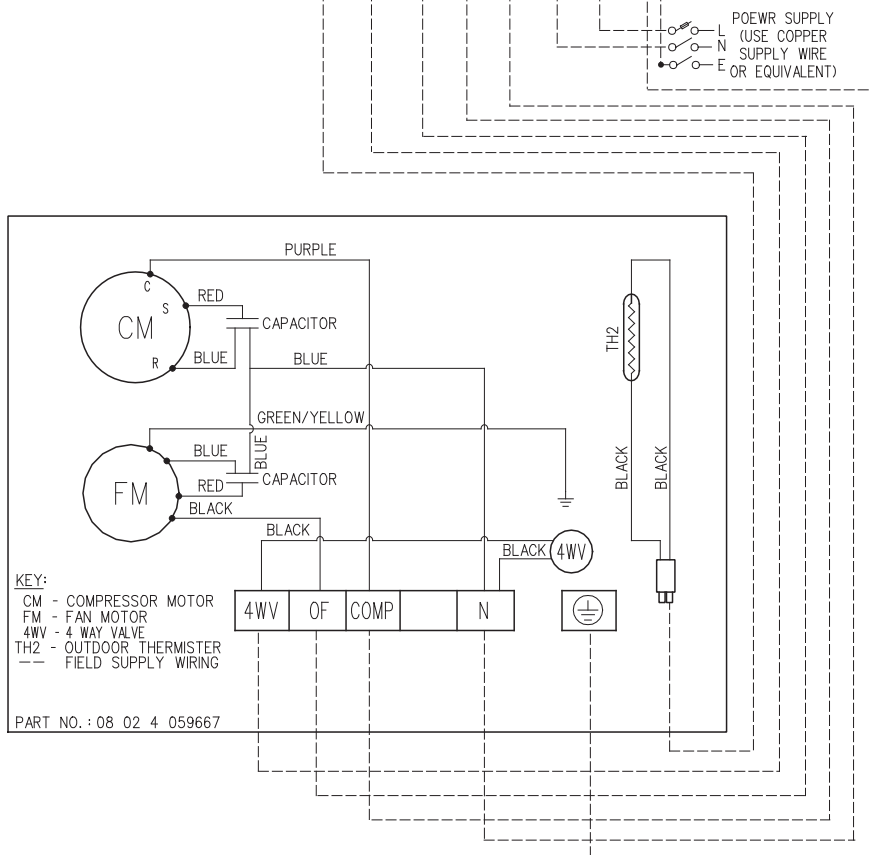 POEWR SUPPLY
L
(USE COPPER
N
SUPPLY WIRE
E
OR EQUIVALENT)
PURPLE
C
RED
S
CM
CAPACITOR
R
BLUE
BLUE
TH2
GREEN/YELLOW
BLUE
BLUE
FM
RED
CAPACITOR
BLACK
BLACK
BLACK
BLACK
BLACK
4WV
4WV
OF
COMP
N
KEY:
CM - COMPRESSOR MOTOR
FM - FAN MOTOR
4WV - 4 WAY VALVE
TH2 - OUTDOOR THERMISTER
-- FIELD SUPPLY WIRING
PART NO.: 08 02 4 059667